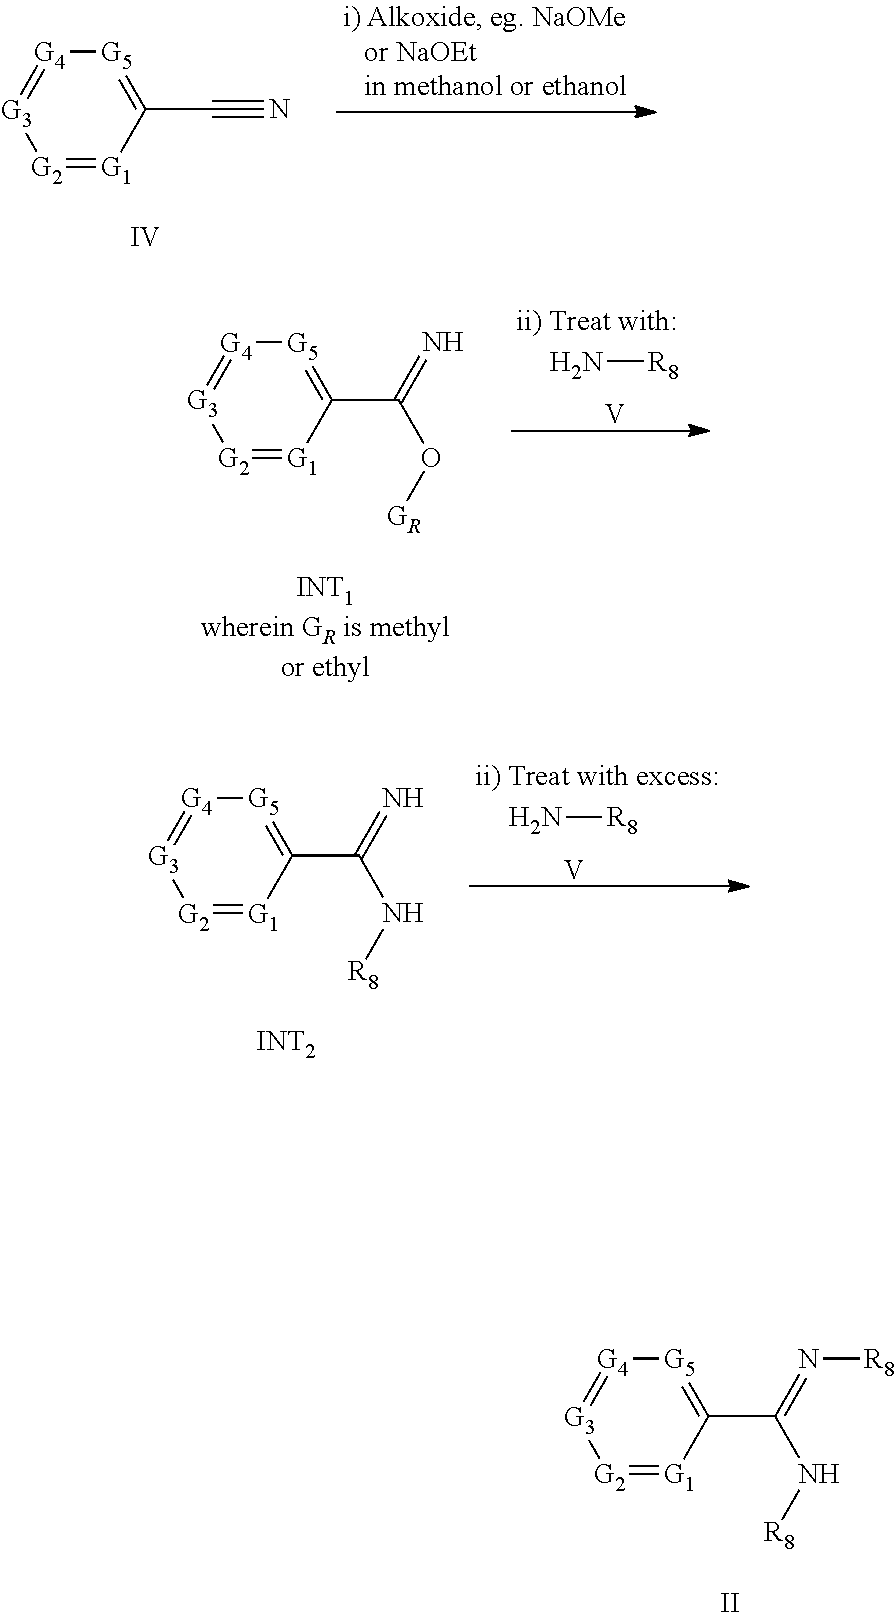 i) Alkoxide, eg. NaOMe
or NaOEt
in methanol or ethanol
G4 G5
G3 N
G2 G1
IV
ii) Treat with:
H2N R8
V
G4 G5 NH
G3
G2 G1 O
GR
INT1
wherein GR is methyl
or ethyl
ii) Treat with excess:
H2N R8
V
G4 G5 NH
G3
G2 G1 NH
R8
INT2
G4 G5 N R8
G3
G2 G1 NH
R8
II